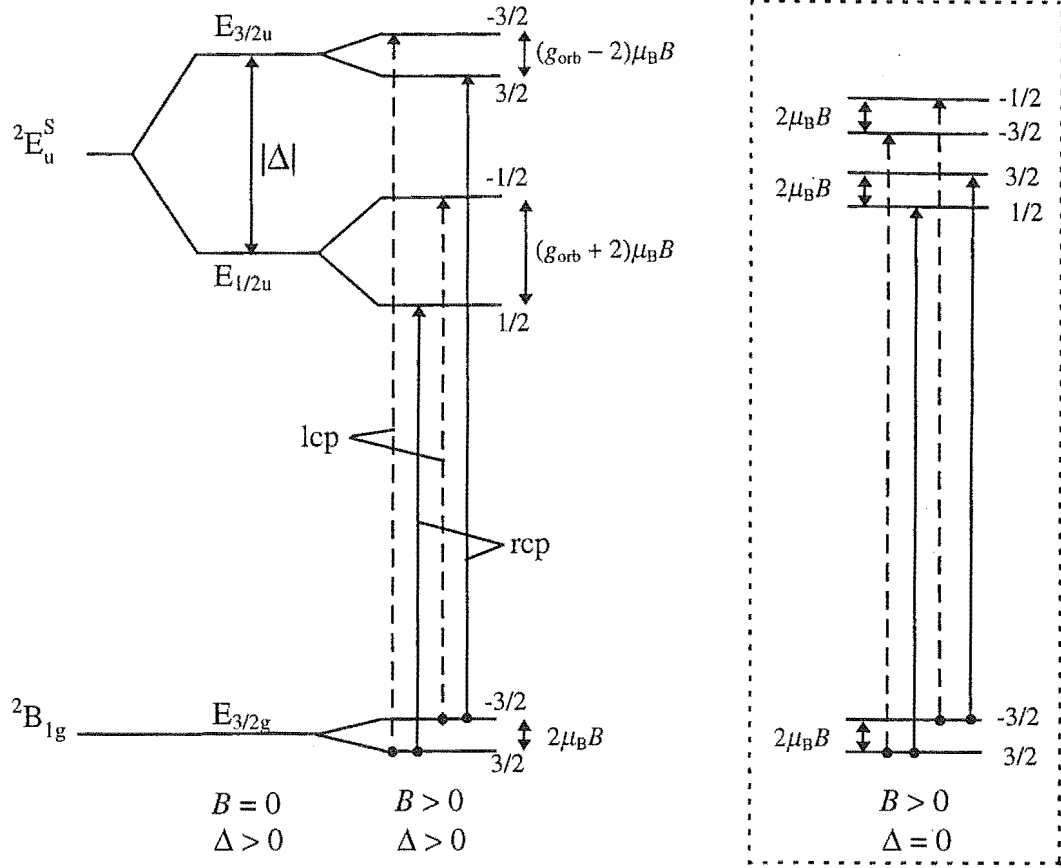 -3/2
E3/2u
(gorb − 2)μBB
3/2
²EuS
|Δ|
-1/2
(gorb + 2)μBB
E1/2u
1/2
lcp
rcp
²B1g
E3/2g
-3/2
2μBB
3/2
B = 0
Δ > 0
B > 0
Δ > 0
-1/2
2μBB
-3/2
3/2
2μBB
1/2
-3/2
2μBB
3/2
B > 0
Δ = 0